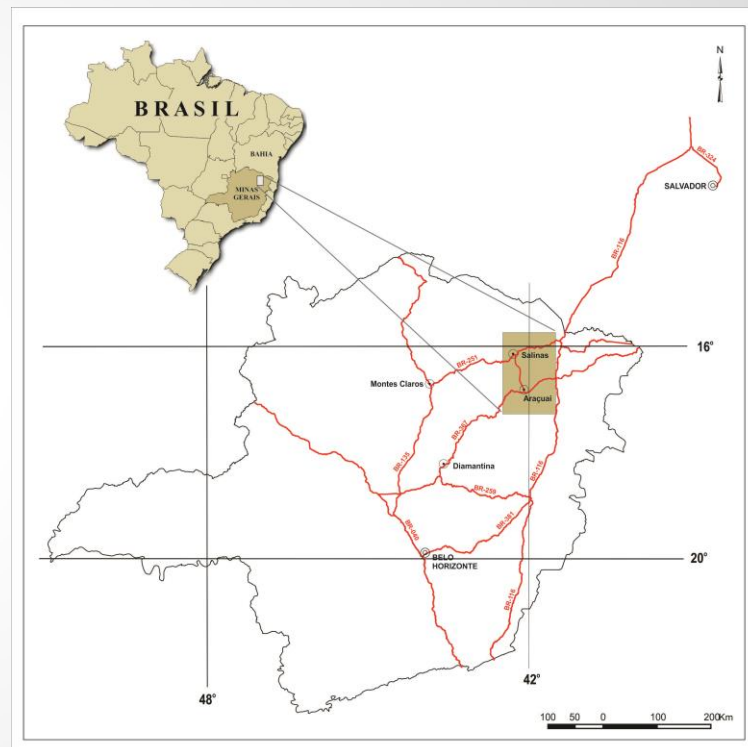 BRASIL
BAHIA
MINAS
GERAIS
N
BR-324
SALVADOR
BR-116
16°
Salinas
BR-251
Montes Claros
Araçuai
BR-367
BR-135
Diamantina
BR-259
BR-116
BR-381
BR-040
BELO
HORIZONTE
20°
BR-116
48°
42°
100 50 0 100 200Km